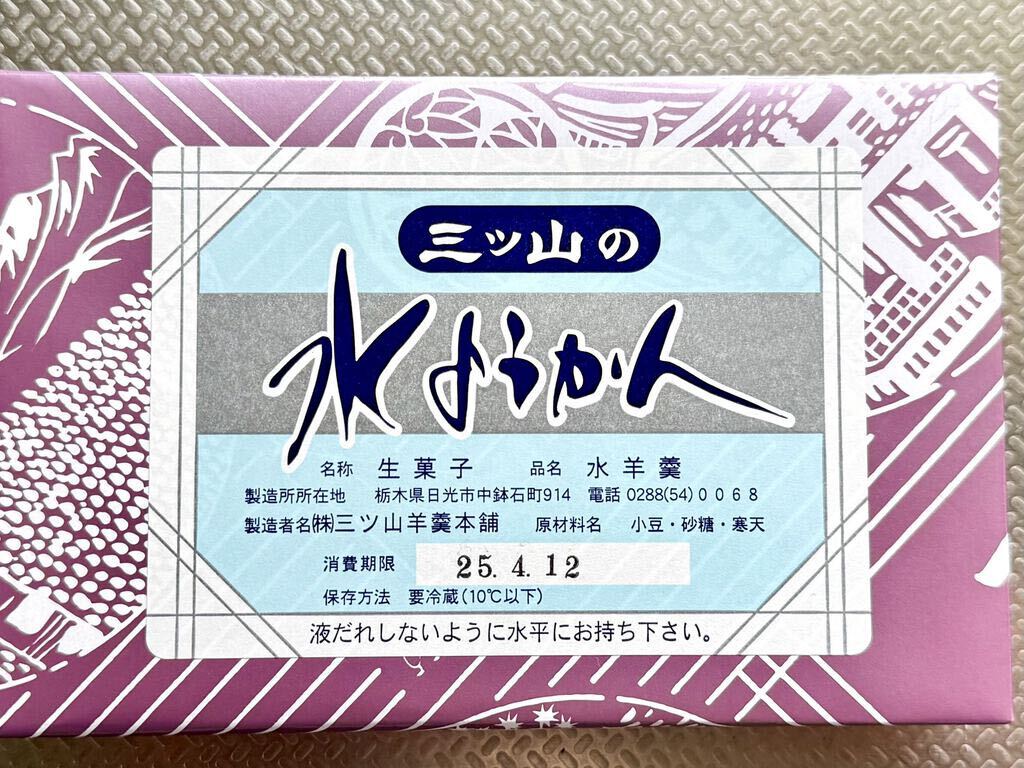 三ツ山の
水ようかん
名称 生菓子 品名 水羊羹
製造所所在地 栃木県日光市中鉢石町914 電話 0288(54)0068
製造者名㈱三ツ山羊羹本舗 原材料名 小豆・砂糖・寒天
消費期限 25.4.12
保存方法 要冷蔵(10℃以下)
液だれしないように水平にお持ち下さい。